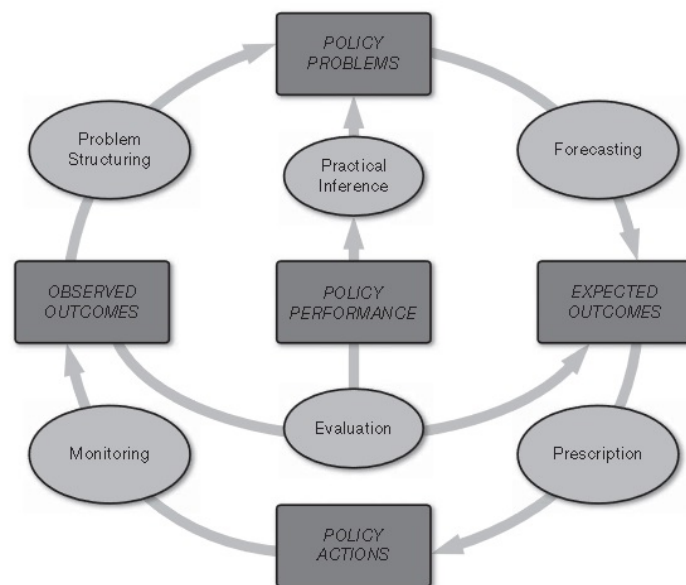 POLICY
PROBLEMS
Problem
Structuring
Practical
Inference
Forecasting
OBSERVED
OUTCOMES
POLICY
PERFORMANCE
EXPECTED
OUTCOMES
Monitoring
Evaluation
Prescription
POLICY
ACTIONS